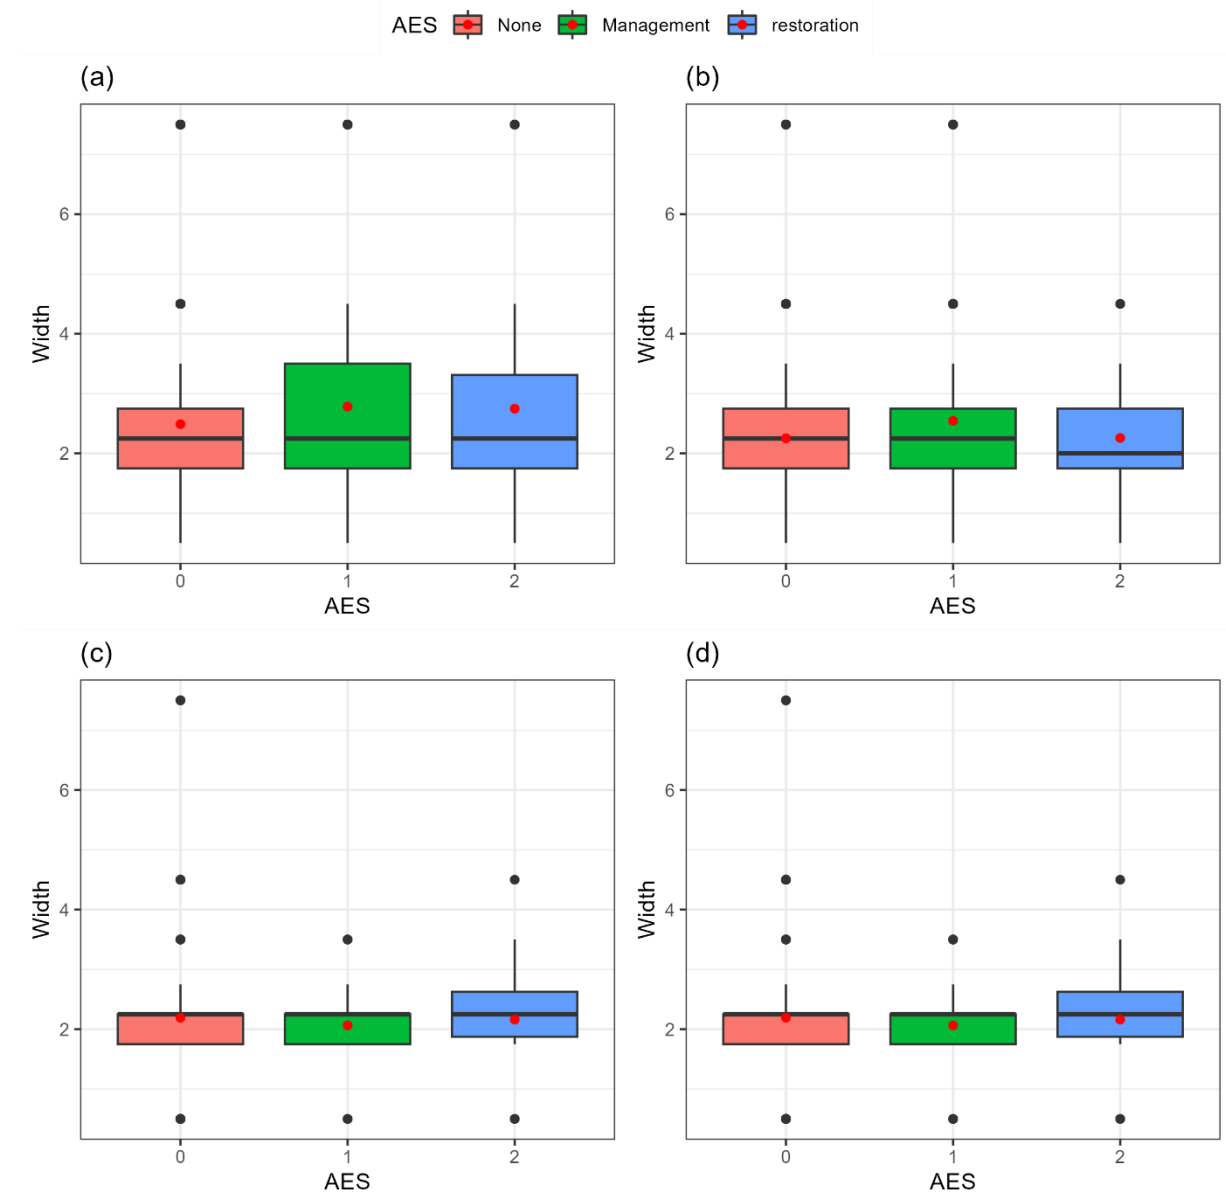 AES None Management restoration
(a)
(b)
Width
6
4
2
0 1 2
AES
Width
6
4
2
0 1 2
AES
(c)
(d)
Width
6
4
2
0 1 2
AES
Width
6
4
2
0 1 2
AES